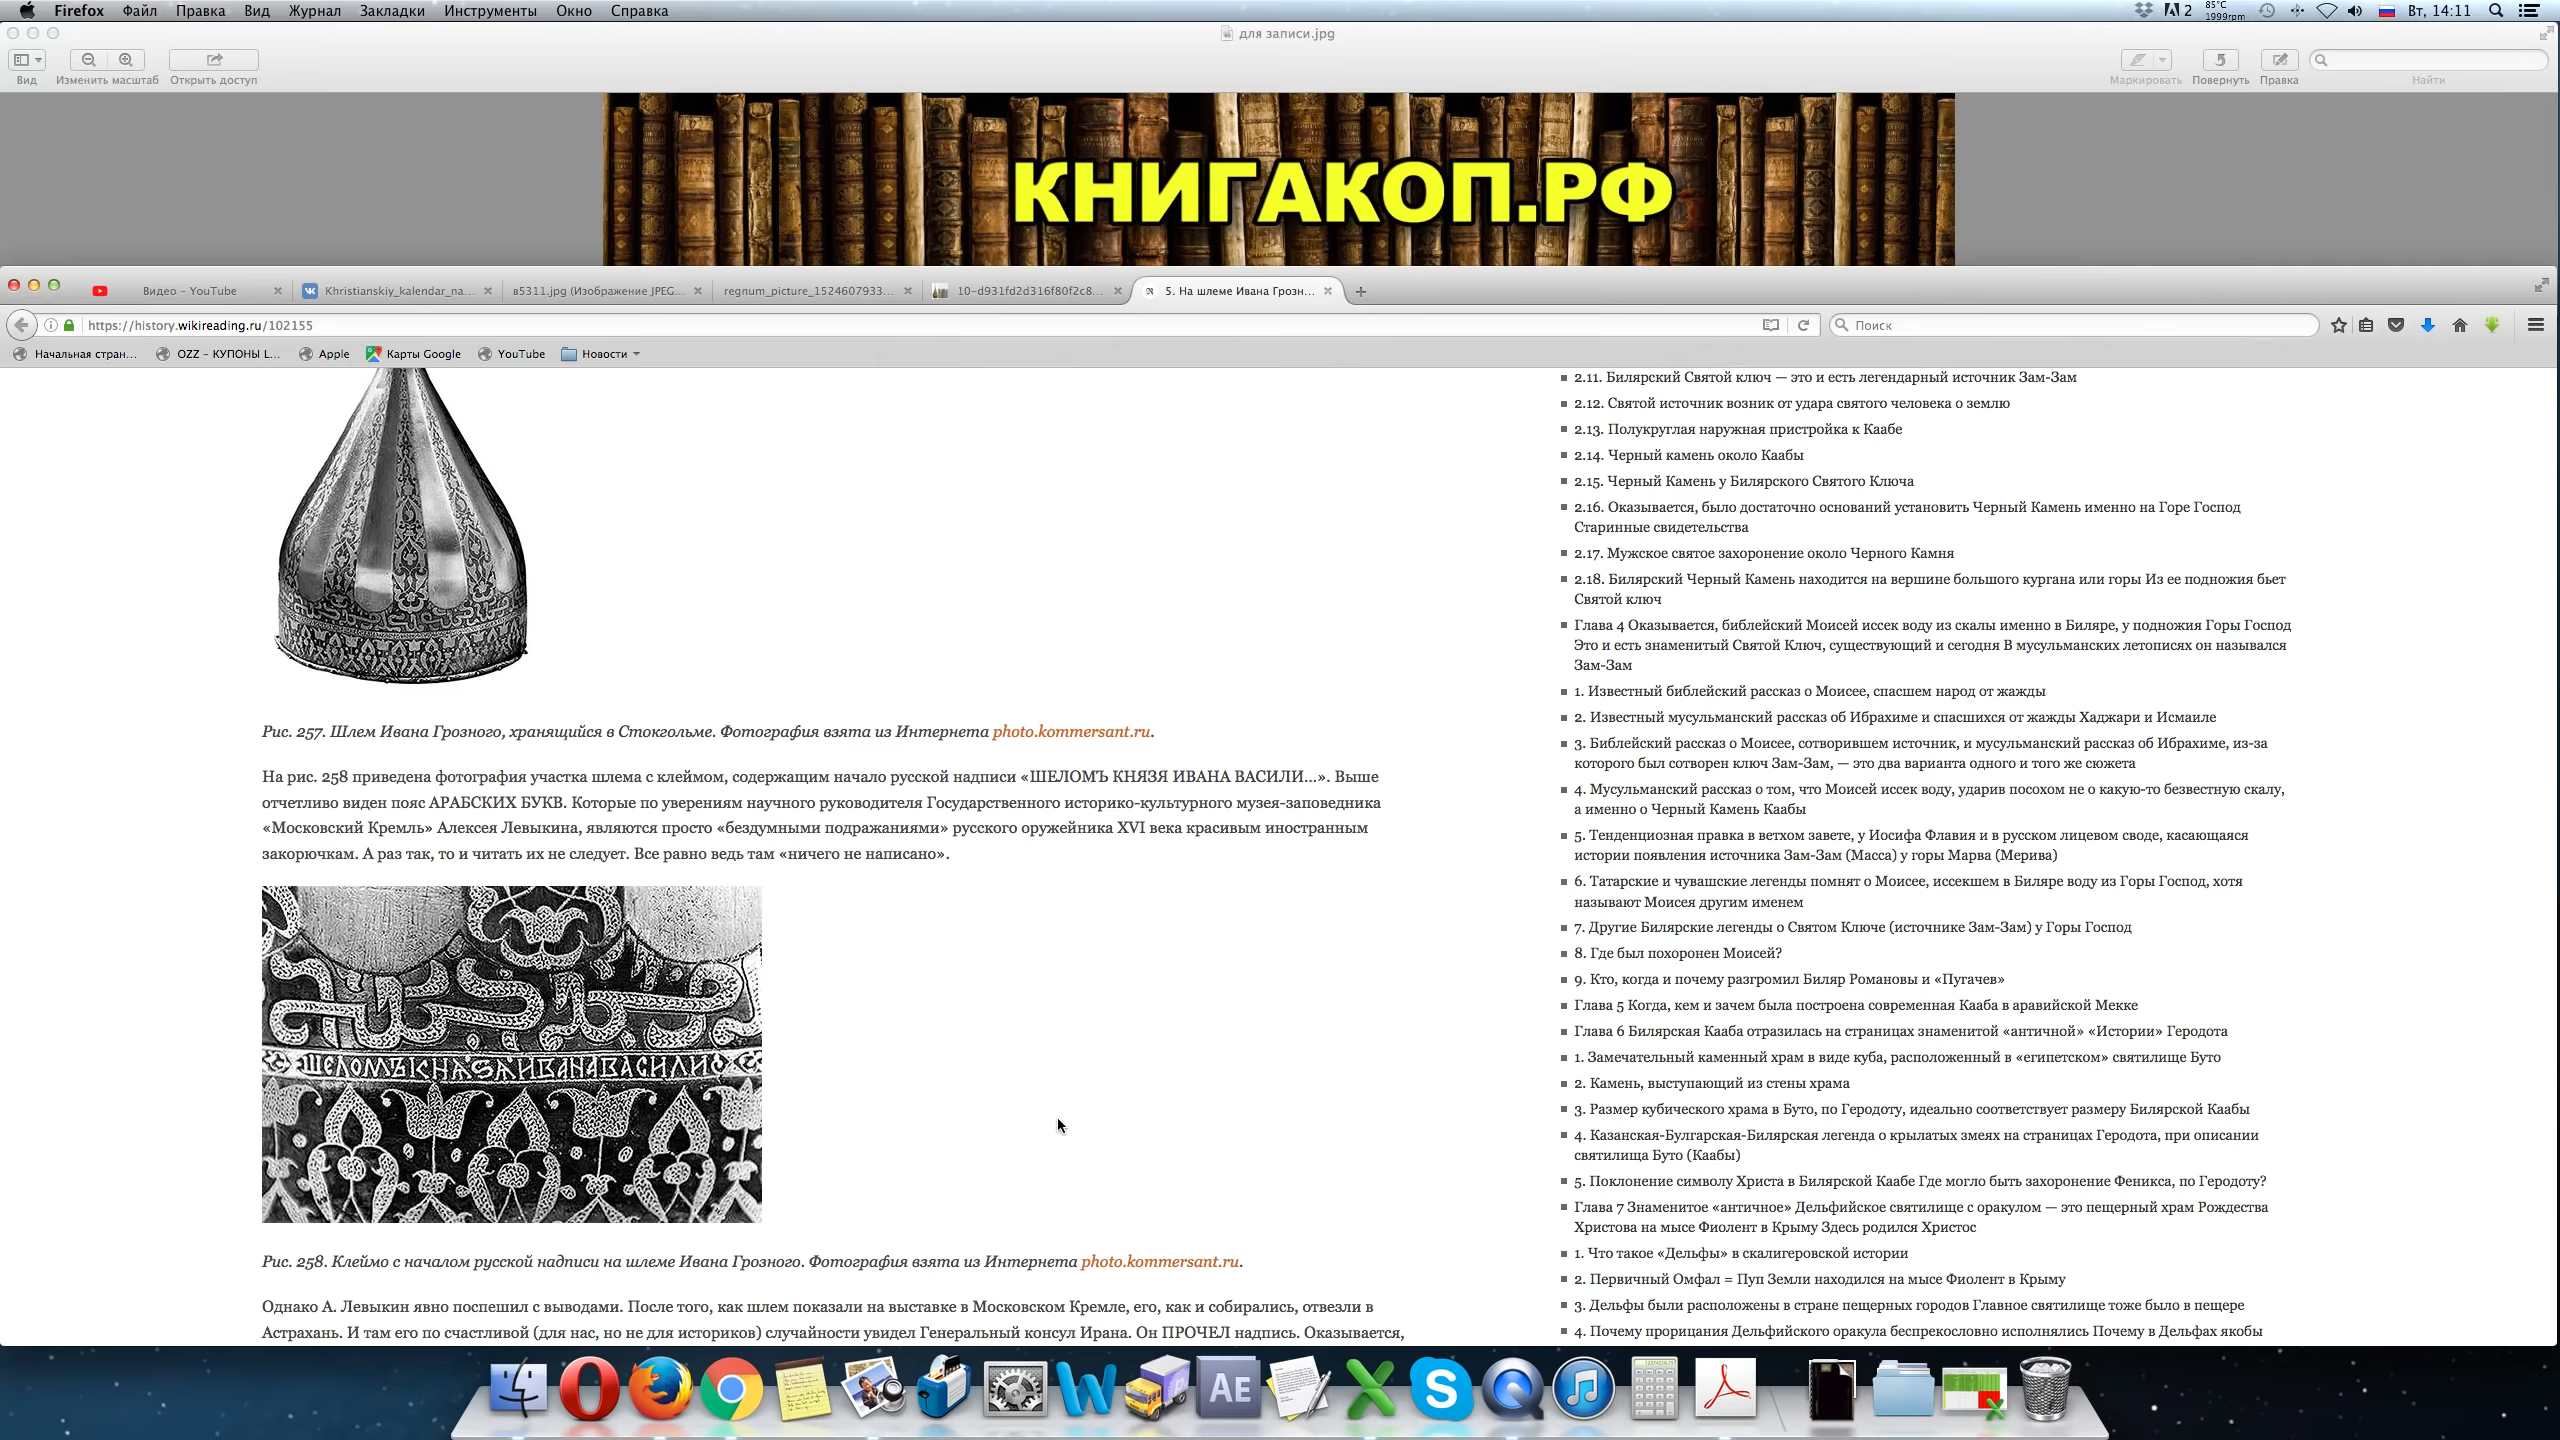 Firefox Файл Правка Вид Журнал Закладки Инструменты Окно Справка
2 85°C 1999rpm Вт, 14:11
для записи.jpg
Вид Изменить масштаб Открыть доступ Маркировать Повернуть Правка Найти
КНИГАКОП.РФ
Видео – YouTube Khristianskiy_kalendar_na... в5311.jpg (Изображение JPEG... regnum_picture_1524607933... 10-d931fd2d316f80f2c8... 5. На шлеме Ивана Грозн...
https://history.wikireading.ru/102155 Поиск
Начальная стран... OZZ – КУПОНЫ L... Apple Карты Google YouTube Новости
Рис. 257. Шлем Ивана Грозного, хранящийся в Стокгольме. Фотография взята из Интернета photo.kommersant.ru.
На рис. 258 приведена фотография участка шлема с клеймом, содержащим начало русской надписи «ШЕЛОМЪ КНЯЗЯ ИВАНА ВАСИЛИ...». Выше
отчетливо виден пояс АРАБСКИХ БУКВ. Которые по уверениям научного руководителя Государственного историко-культурного музея-заповедника
«Московский Кремль» Алексея Левыкина, являются просто «бездумными подражаниями» русского оружейника XVI века красивым иностранным
закорючкам. А раз так, то и читать их не следует. Все равно ведь там «ничего не написано».
Рис. 258. Клеймо с началом русской надписи на шлеме Ивана Грозного. Фотография взята из Интернета photo.kommersant.ru.
Однако А. Левыкин явно поспешил с выводами. После того, как шлем показали на выставке в Московском Кремле, его, как и собирались, отвезли в
Астрахань. И там его по счастливой (для нас, но не для историков) случайности увидел Генеральный консул Ирана. Он ПРОЧЕЛ надпись. Оказывается,
2.11. Билярский Святой ключ — это и есть легендарный источник Зам-Зам
2.12. Святой источник возник от удара святого человека о землю
2.13. Полукруглая наружная пристройка к Каабе
2.14. Черный камень около Каабы
2.15. Черный Камень у Билярского Святого Ключа
2.16. Оказывается, было достаточно оснований установить Черный Камень именно на Горе Господ
Старинные свидетельства
2.17. Мужское святое захоронение около Черного Камня
2.18. Билярский Черный Камень находится на вершине большого кургана или горы Из ее подножия бьет
Святой ключ
Глава 4 Оказывается, библейский Моисей иссек воду из скалы именно в Биляре, у подножия Горы Господ
Это и есть знаменитый Святой Ключ, существующий и сегодня В мусульманских летописях он назывался
Зам-Зам
1. Известный библейский рассказ о Моисее, спасшем народ от жажды
2. Известный мусульманский рассказ об Ибрахиме и спасшихся от жажды Хаджари и Исмаиле
3. Библейский рассказ о Моисее, сотворившем источник, и мусульманский рассказ об Ибрахиме, из-за
которого был сотворен ключ Зам-Зам, — это два варианта одного и того же сюжета
4. Мусульманский рассказ о том, что Моисей иссек воду, ударив посохом не о какую-то безвестную скалу,
а именно о Черный Камень Каабы
5. Тенденциозная правка в ветхом завете, у Иосифа Флавия и в русском лицевом своде, касающаяся
истории появления источника Зам-Зам (Масса) у горы Марва (Мерива)
6. Татарские и чувашские легенды помнят о Моисее, иссекшем в Биляре воду из Горы Господ, хотя
называют Моисея другим именем
7. Другие Билярские легенды о Святом Ключе (источнике Зам-Зам) у Горы Господ
8. Где был похоронен Моисей?
9. Кто, когда и почему разгромил Биляр Романовы и «Пугачев»
Глава 5 Когда, кем и зачем была построена современная Кааба в аравийской Мекке
Глава 6 Билярская Кааба отразилась на страницах знаменитой «античной» «Истории» Геродота
1. Замечательный каменный храм в виде куба, расположенный в «египетском» святилище Буто
2. Камень, выступающий из стены храма
3. Размер кубического храма в Буто, по Геродоту, идеально соответствует размеру Билярской Каабы
4. Казанская-Булгарская-Билярская легенда о крылатых змеях на страницах Геродота, при описании
святилища Буто (Каабы)
5. Поклонение символу Христа в Билярской Каабе Где могло быть захоронение Феникса, по Геродоту?
Глава 7 Знаменитое «античное» Дельфийское святилище с оракулом — это пещерный храм Рождества
Христова на мысе Фиолент в Крыму Здесь родился Христос
1. Что такое «Дельфы» в скалигеровской истории
2. Первичный Омфал = Пуп Земли находился на мысе Фиолент в Крыму
3. Дельфы были расположены в стране пещерных городов Главное святилище тоже было в пещере
4. Почему прорицания Дельфийского оракула беспрекословно исполнялись Почему в Дельфах якобы
AE